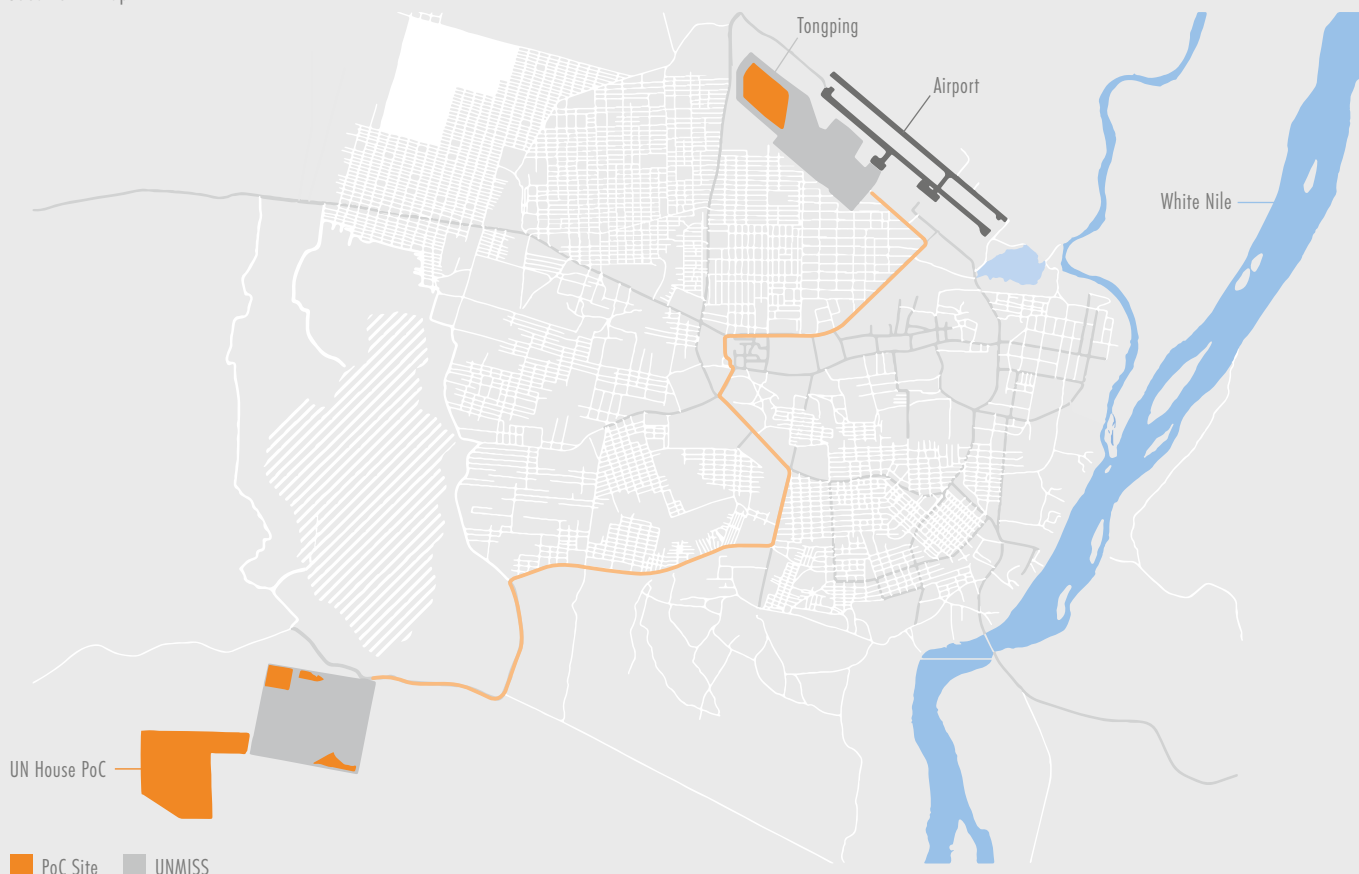 Tongping
Airport
White Nile
UN House PoC
PoC Site
UNMISS